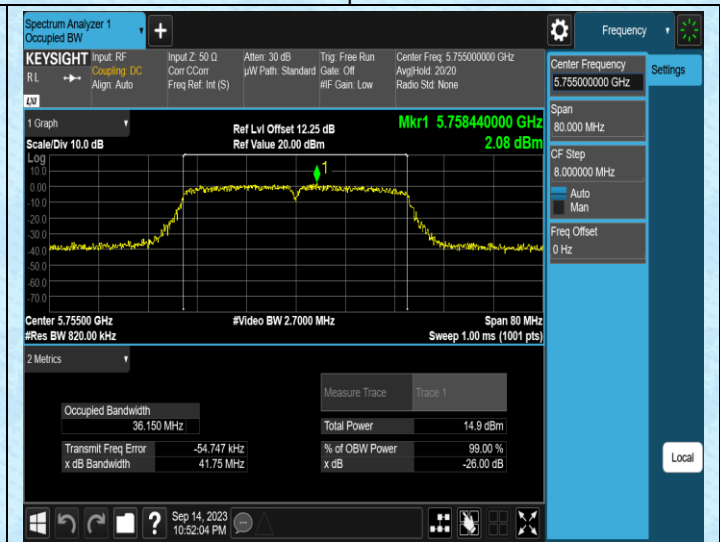 Spectrum Analyzer 1
Occupied BW
+
Frequency
KEYSIGHT
R L
LXI
Input: RF
Coupling: DC
Align: Auto
Input Z: 50 Ω
Corr CCorr
Freq Ref: Int (S)
Atten: 30 dB
µW Path: Standard
Trig: Free Run
Gate: Off
#IF Gain: Low
Center Freq: 5.755000000 GHz
Avg|Hold: 20/20
Radio Std: None
Center Frequency
5.755000000 GHz
Settings
Span
80.000 MHz
CF Step
8.000000 MHz
Auto
Man
Freq Offset
0 Hz
Local
1 Graph
Scale/Div 10.0 dB
Ref Lvl Offset 12.25 dB
Ref Value 20.00 dBm
Mkr1 5.758440000 GHz
2.08 dBm
Log
10.0
0.00
-10.0
-20.0
-30.0
-40.0
-50.0
-60.0
-70.0
1
Center 5.75500 GHz
#Res BW 820.00 kHz
#Video BW 2.7000 MHz
Span 80 MHz
Sweep 1.00 ms (1001 pts)
2 Metrics
Measure Trace Trace 1
Occupied Bandwidth
36.150 MHz
Total Power 14.9 dBm
Transmit Freq Error -54.747 kHz
% of OBW Power 99.00 %
x dB Bandwidth 41.75 MHz
x dB -26.00 dB
?
Sep 14, 2023
10:52:04 PM